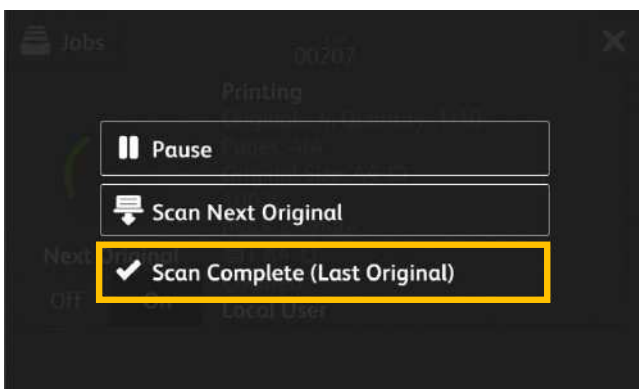 Jobs
00207
Printing
Pause
Scan Next Original
Next Original
Scan Complete (Last Original)
Off
On
Local User